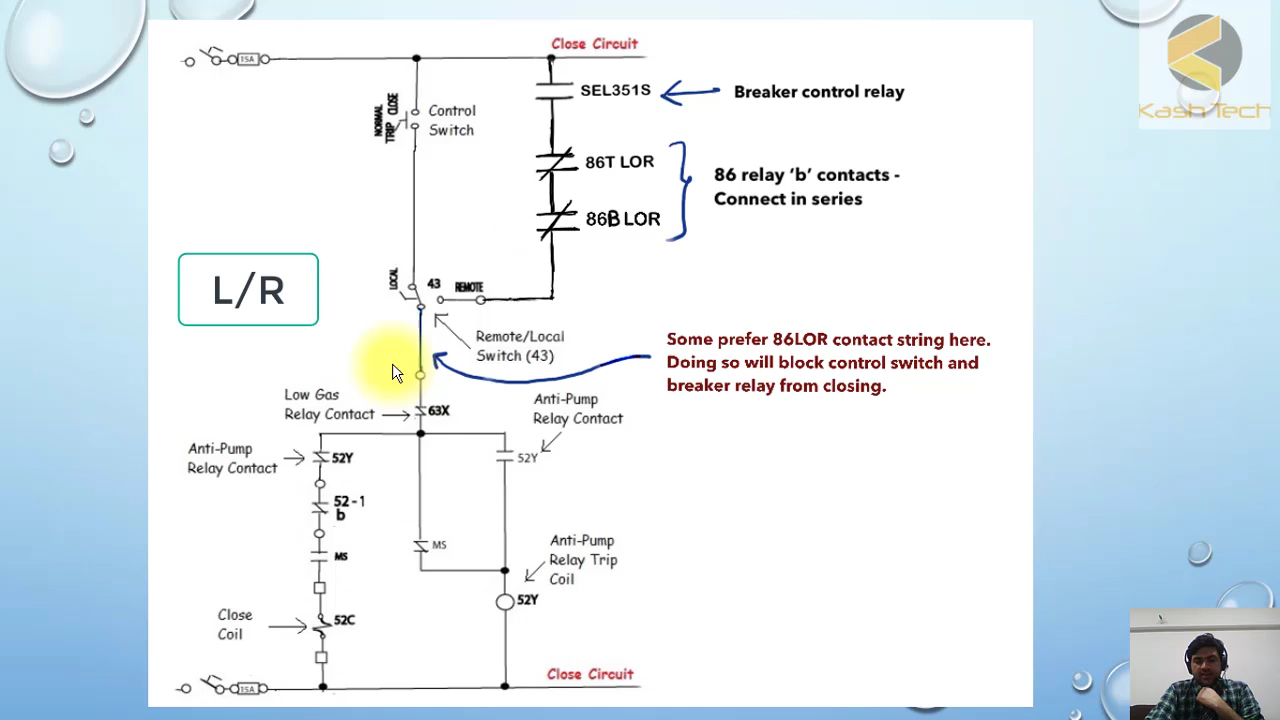 Close Circuit
15A
SEL351S
Breaker control relay
NORMAL
TRIP CLOSE
Control
Switch
86T LOR
86 relay ‘b’ contacts -
Connect in series
86B LOR
L/R
LOCAL
43
REMOTE
Remote/Local
Switch (43)
Some prefer 86LOR contact string here.
Doing so will block control switch and
breaker relay from closing.
Low Gas
Relay Contact
63X
Anti-Pump
Relay Contact
Anti-Pump
Relay Contact
52Y
52Y
52-1
b
MS
MS
Anti-Pump
Relay Trip
Coil
52Y
Close
Coil
52C
Close Circuit
15A
Kash Tech